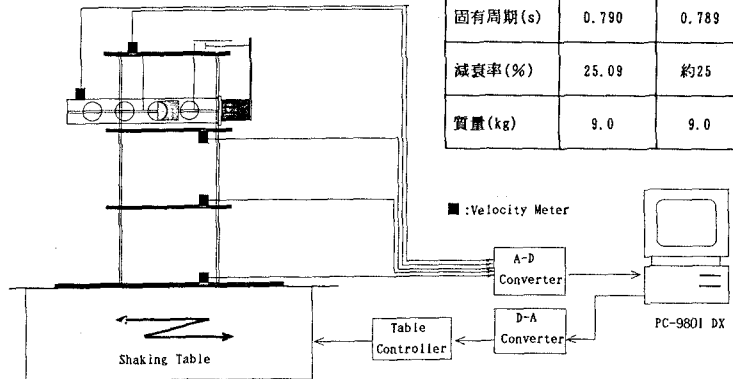 固有周期(s) 0.790 0.789
減衰率(%) 25.09 約25
質量(kg) 9.0 9.0
■:Velocity Meter
A-D
Converter
D-A
Converter
PC-9801 DX
Table
Controller
Shaking Table